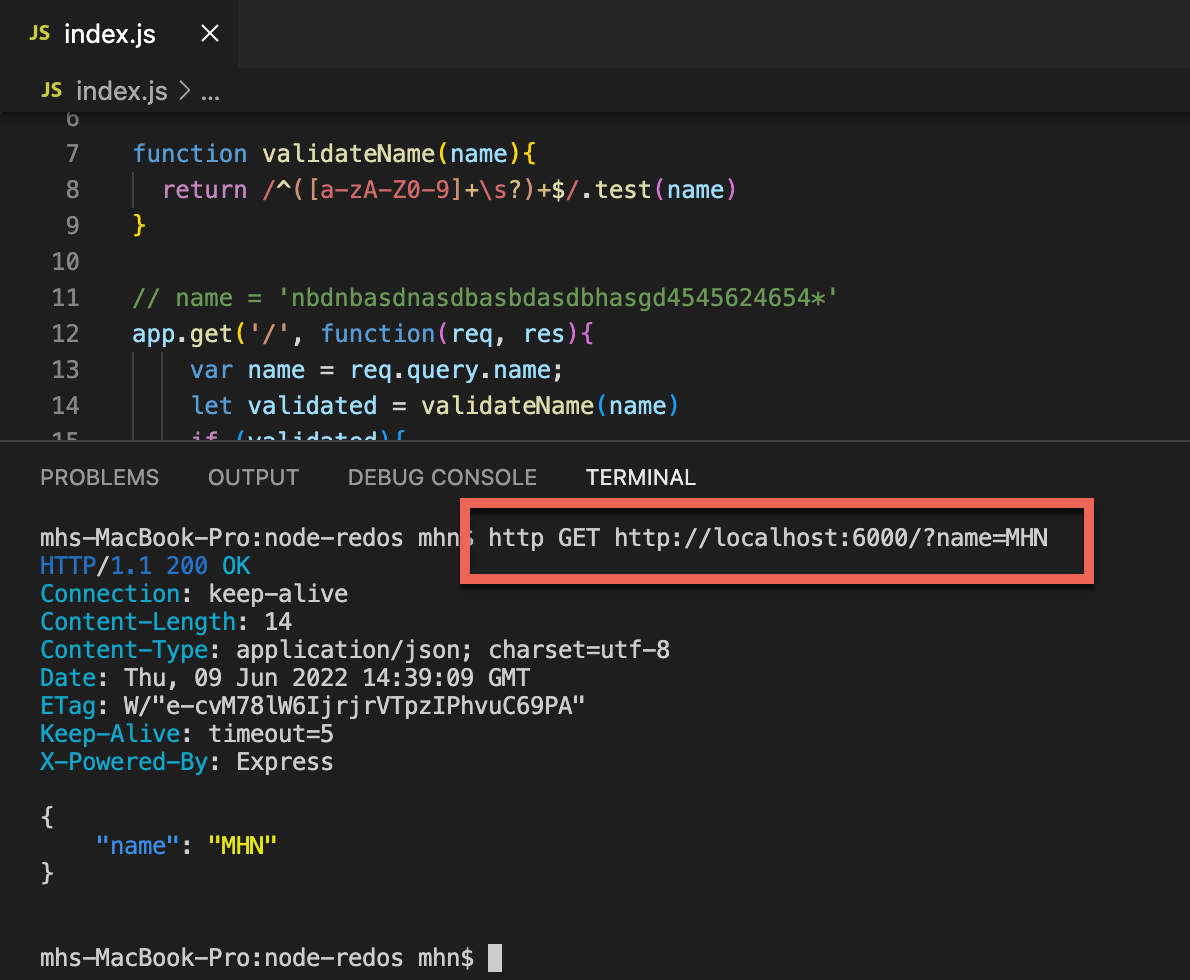 JS index.js ×
JS index.js > ...
6
7 function validateName(name){
8 return /^([a-zA-Z0-9]+\s?)+$/.test(name)
9 }
10
11 // name = 'nbdnbasdnasdbasbdasdbhasgd4545624654*'
12 app.get('/', function(req, res){
13 var name = req.query.name;
14 let validated = validateName(name)
15 if (validated){
PROBLEMS OUTPUT DEBUG CONSOLE TERMINAL
mhs-MacBook-Pro:node-redos mhn$ http GET http://localhost:6000/?name=MHN
HTTP/1.1 200 OK
Connection: keep-alive
Content-Length: 14
Content-Type: application/json; charset=utf-8
Date: Thu, 09 Jun 2022 14:39:09 GMT
ETag: W/"e-cvM78lW6IjrjrVTpzIPhvuC69PA"
Keep-Alive: timeout=5
X-Powered-By: Express
{
"name": "MHN"
}
mhs-MacBook-Pro:node-redos mhn$